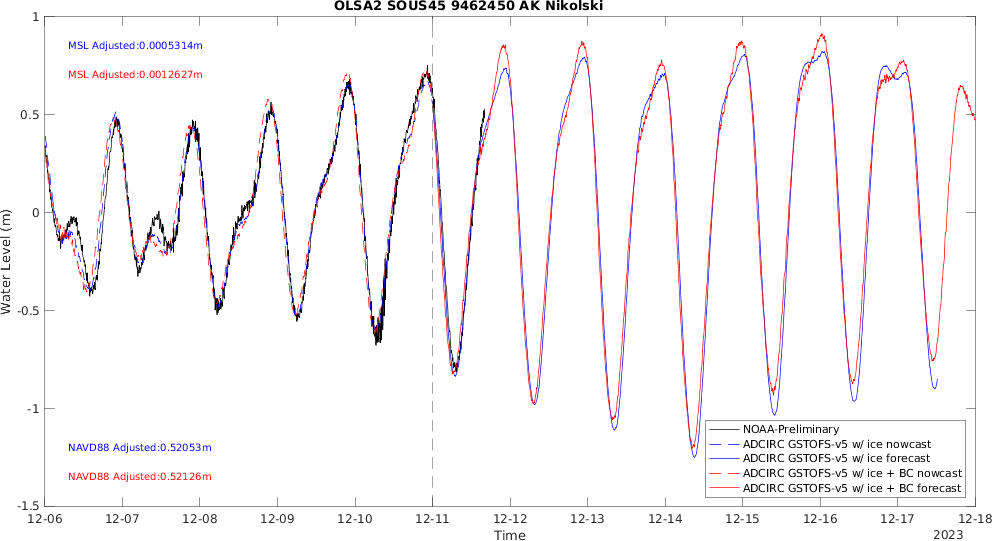 OLSA2 SOUS45 9462450 AK Nikolski
MSL Adjusted:0.0005314m
MSL Adjusted:0.0012627m
NAVD88 Adjusted:0.52053m
NAVD88 Adjusted:0.52126m
Water Level (m)
1
0.5
0
-0.5
-1
-1.5
NOAA-Preliminary
ADCIRC GSTOFS-v5 w/ ice nowcast
ADCIRC GSTOFS-v5 w/ ice forecast
ADCIRC GSTOFS-v5 w/ ice + BC nowcast
ADCIRC GSTOFS-v5 w/ ice + BC forecast
12-06 12-07 12-08 12-09 12-10 12-11 12-12 12-13 12-14 12-15 12-16 12-17 12-18
Time
2023